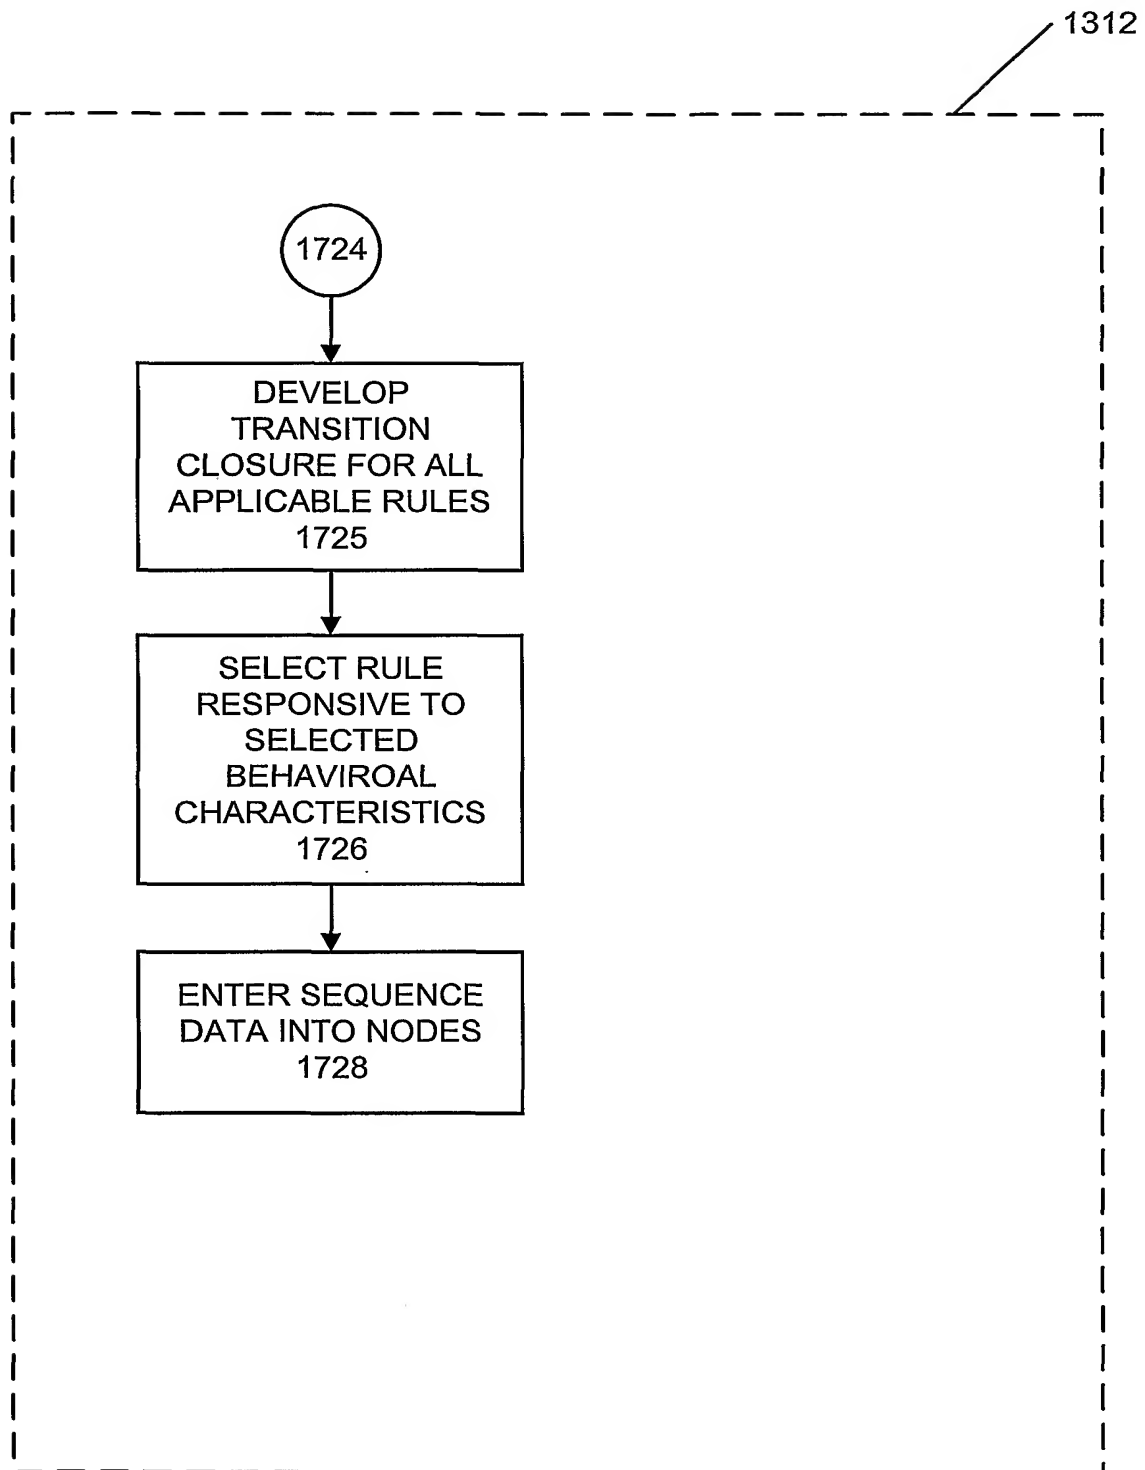 1312
1724
DEVELOP
TRANSITION
CLOSURE FOR ALL
APPLICABLE RULES
1725
SELECT RULE
RESPONSIVE TO
SELECTED
BEHAVIROAL
CHARACTERISTICS
1726
ENTER SEQUENCE
DATA INTO NODES
1728